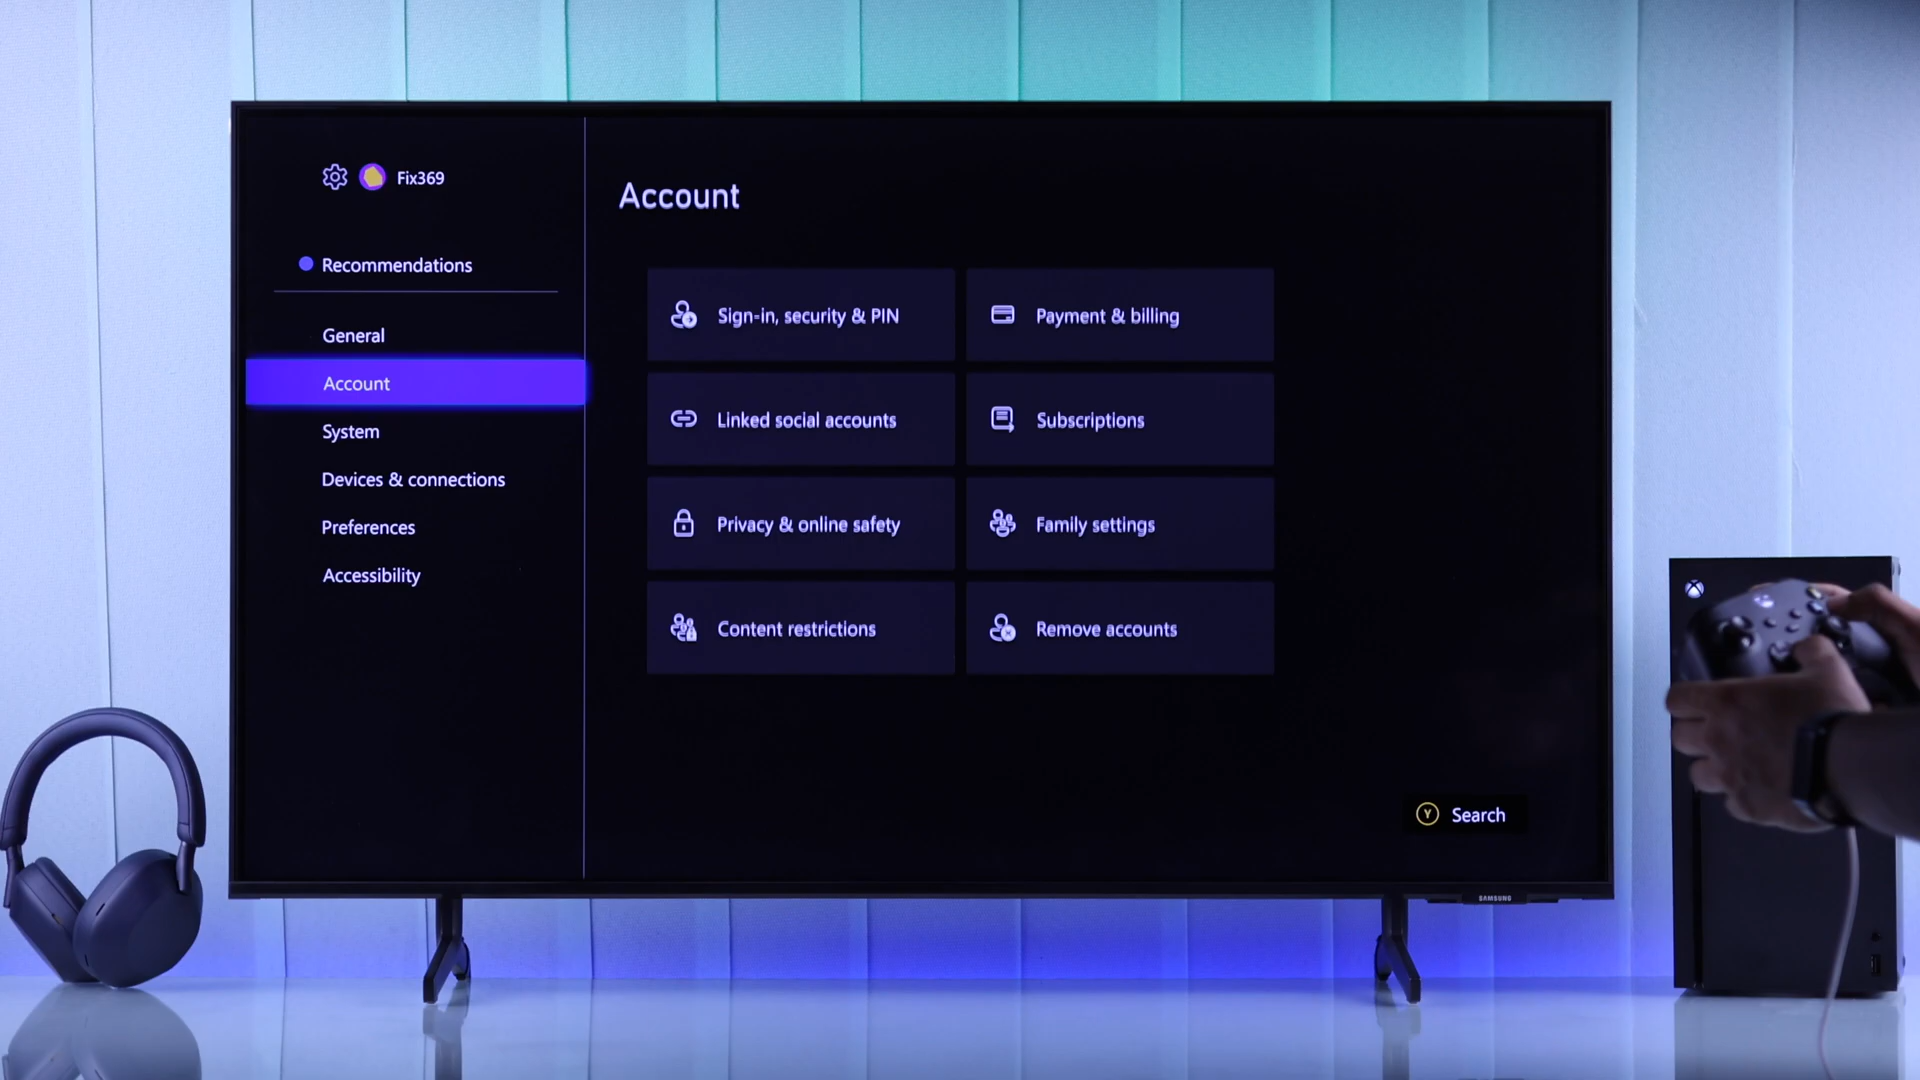 Fix369
Recommendations
General
Account
System
Devices & connections
Preferences
Accessibility
Account
Sign-in, security & PIN
Payment & billing
Linked social accounts
Subscriptions
Privacy & online safety
Family settings
Content restrictions
Remove accounts
Y Search
SAMSUNG